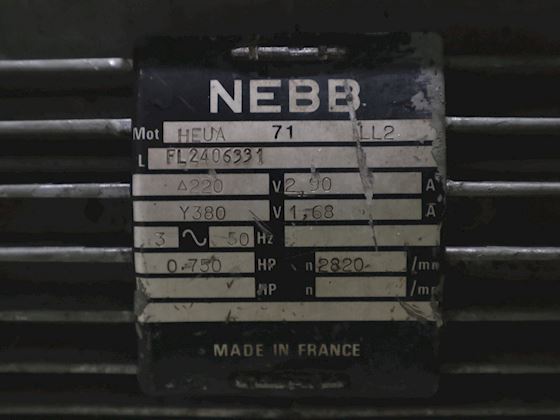 NEBB
Mot HEUA 71 LL2
L FL2406331
Δ220 V 2,90 A
Y380 V 1,68 A
3 ∿ 50 Hz
0.750 HP n 2820 /mn
HP n /mn
MADE IN FRANCE